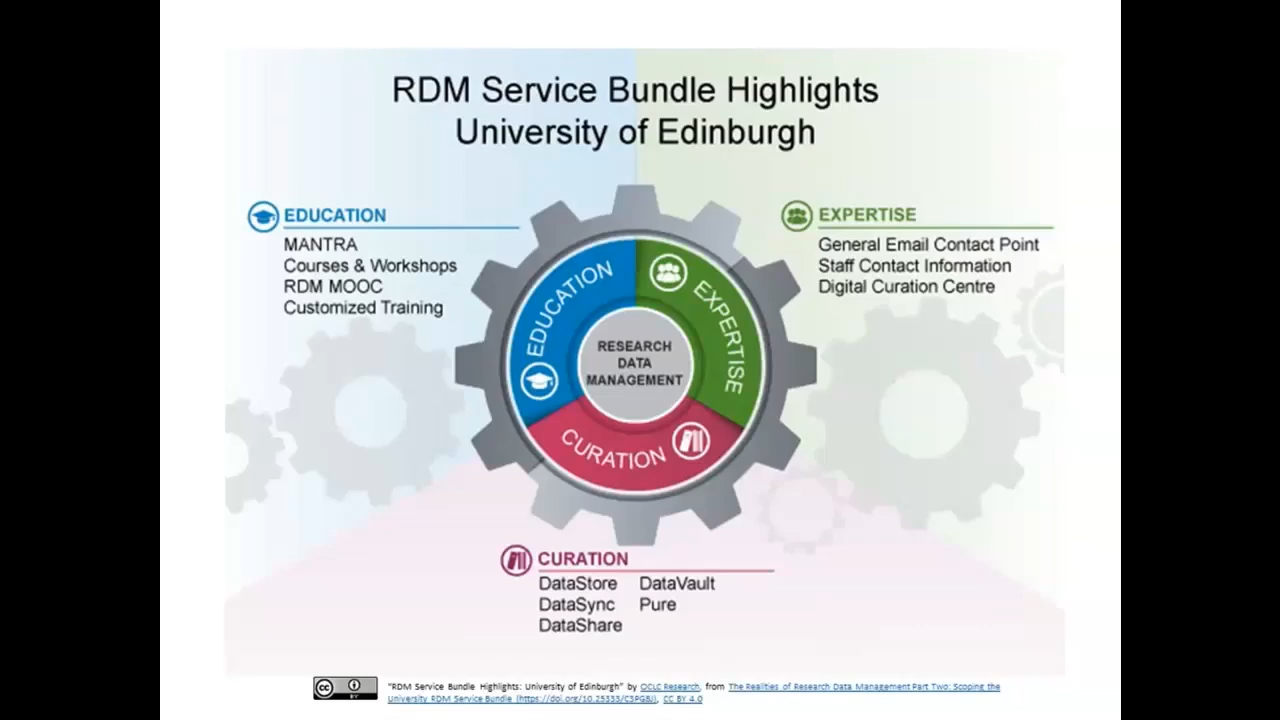 RDM Service Bundle Highlights
University of Edinburgh
EDUCATION
MANTRA
Courses & Workshops
RDM MOOC
Customized Training
EXPERTISE
General Email Contact Point
Staff Contact Information
Digital Curation Centre
EDUCATION
EXPERTISE
CURATION
RESEARCH
DATA
MANAGEMENT
CURATION
DataStore DataVault
DataSync Pure
DataShare
cc BY
"RDM Service Bundle Highlights: University of Edinburgh" by OCLC Research, from The Realities of Research Data Management Part Two: Scoping the
University RDM Service Bundle (https://doi.org/10.25333/C3PGBJ), CC BY 4.0